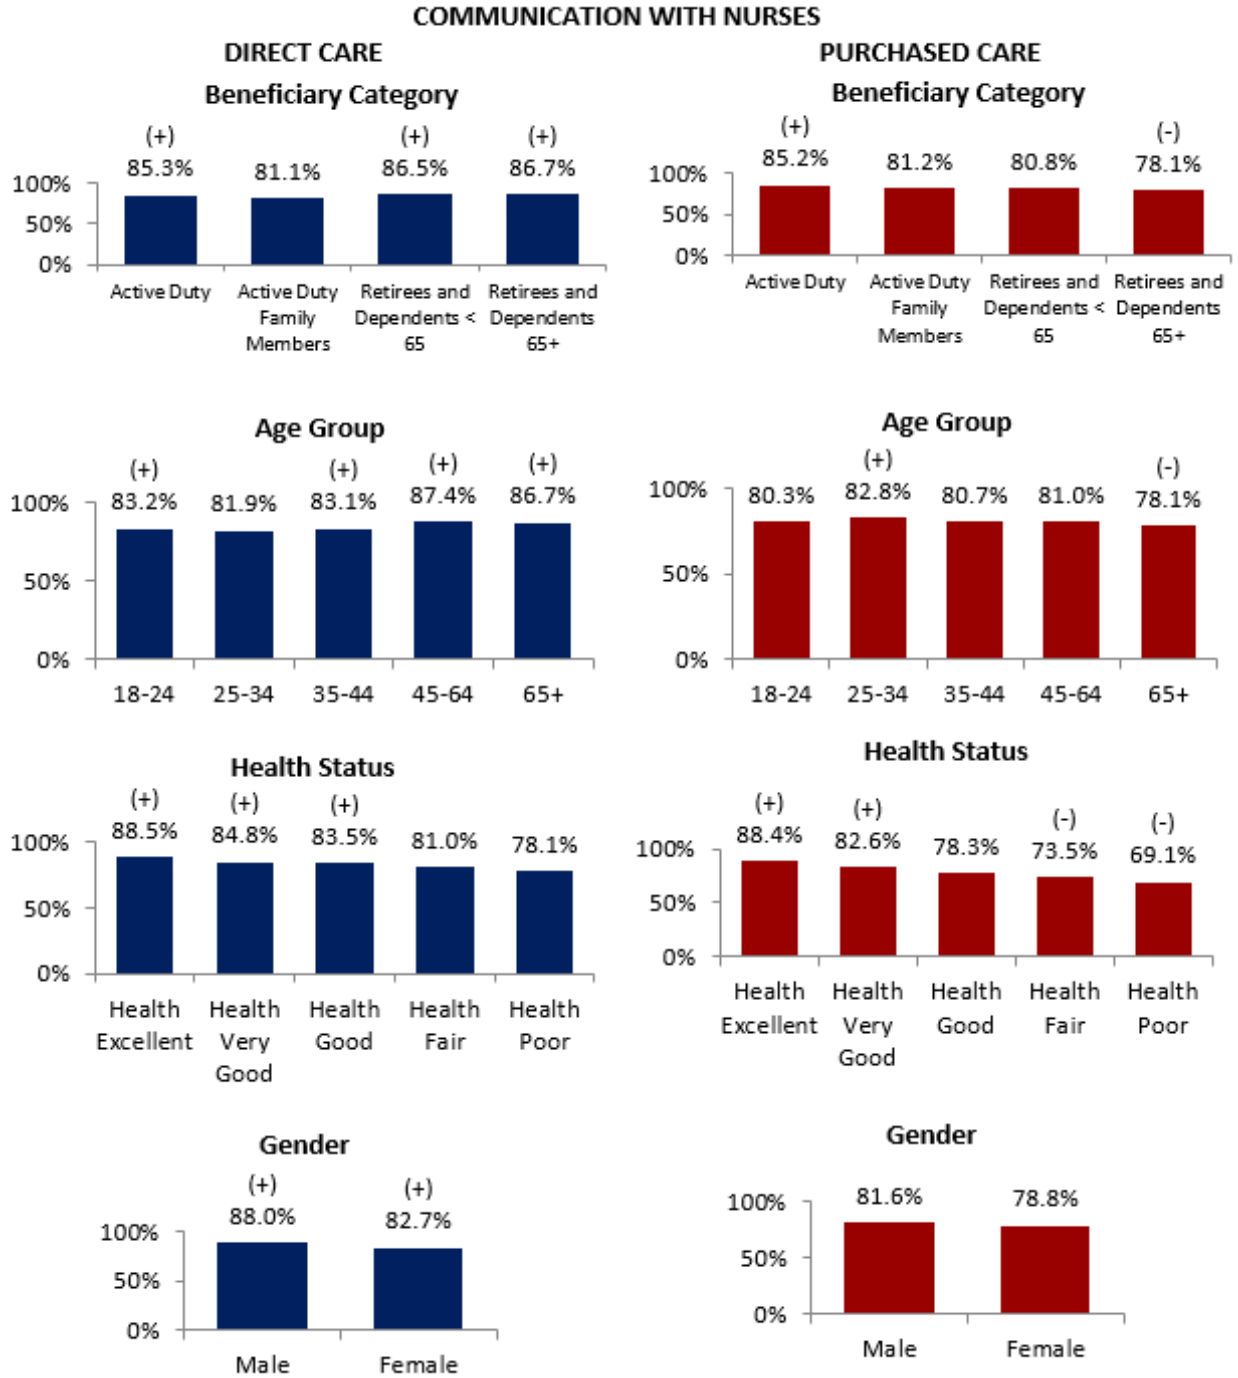 COMMUNICATION WITH NURSES
DIRECT CARE
Beneficiary Category
(+) (+) (+)
85.3% 81.1% 86.5% 86.7%
100%
50%
0%
Active Duty Active Duty Retirees and Retirees and
Family Dependents < Dependents
Members 65 65+
Age Group
(+) (+) (+) (+)
83.2% 81.9% 83.1% 87.4% 86.7%
100%
50%
0%
18-24 25-34 35-44 45-64 65+
Health Status
(+) (+) (+)
88.5% 84.8% 83.5% 81.0% 78.1%
100%
50%
0%
Health Health Health Health Health
Excellent Very Good Fair Poor
Good
Gender
(+) (+)
88.0% 82.7%
100%
50%
0%
Male Female
PURCHASED CARE
Beneficiary Category
(+) (-)
85.2% 81.2% 80.8% 78.1%
100%
50%
0%
Active Duty Active Duty Retirees and Retirees and
Family Dependents < Dependents
Members 65 65+
Age Group
(+) (-)
80.3% 82.8% 80.7% 81.0% 78.1%
100%
50%
0%
18-24 25-34 35-44 45-64 65+
Health Status
(+) (+) (-) (-)
88.4% 82.6% 78.3% 73.5% 69.1%
100%
50%
0%
Health Health Health Health Health
Excellent Very Good Fair Poor
Good
Gender
81.6% 78.8%
100%
50%
0%
Male Female